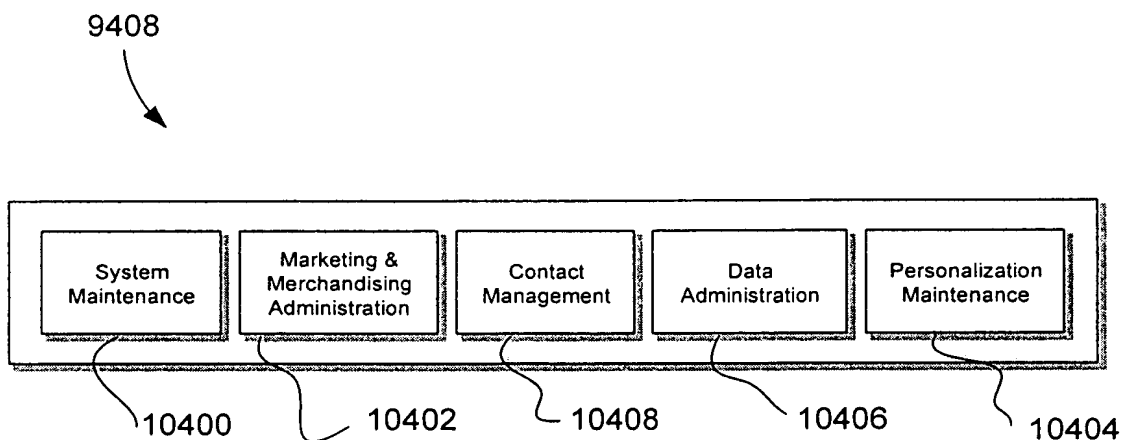 9408
System
Maintenance
Marketing &
Merchandising
Administration
Contact
Management
Data
Administration
Personalization
Maintenance
10400
10402
10408
10406
10404